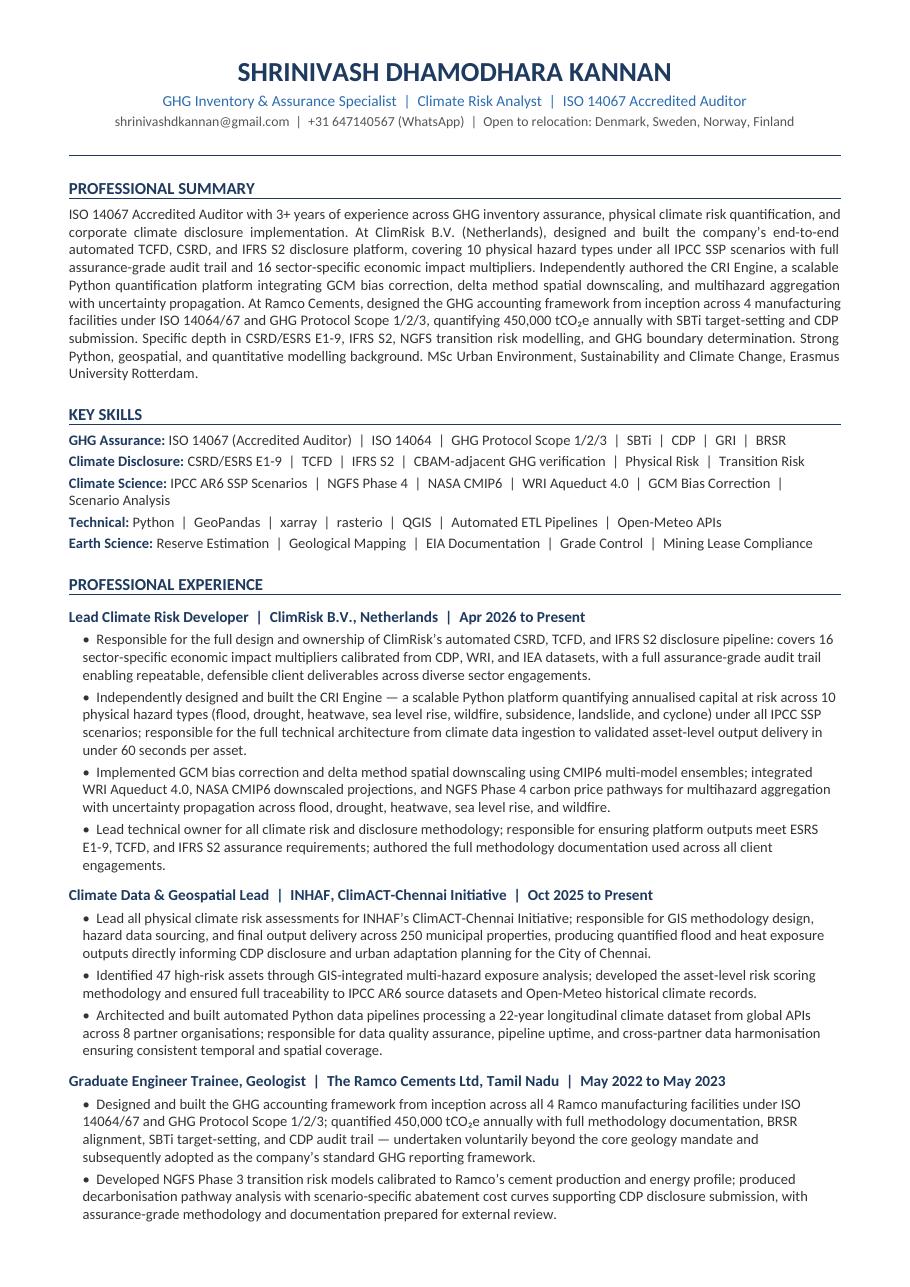 SHRINIVASH DHAMODHARA KANNAN
GHG Inventory & Assurance Specialist | Climate Risk Analyst | ISO 14067 Accredited Auditor
shrinivashdkannan@gmail.com | +31 647140567 (WhatsApp) | Open to relocation: Denmark, Sweden, Norway, Finland
PROFESSIONAL SUMMARY
ISO 14067 Accredited Auditor with 3+ years of experience across GHG inventory assurance, physical climate risk quantification, and
corporate climate disclosure implementation. At ClimRisk B.V. (Netherlands), designed and built the company's end-to-end
automated TCFD, CSRD, and IFRS S2 disclosure platform, covering 10 physical hazard types under all IPCC SSP scenarios with full
assurance-grade audit trail and 16 sector-specific economic impact multipliers. Independently authored the CRI Engine, a scalable
Python quantification platform integrating GCM bias correction, delta method spatial downscaling, and multihazard aggregation
with uncertainty propagation. At Ramco Cements, designed the GHG accounting framework from inception across 4 manufacturing
facilities under ISO 14064/67 and GHG Protocol Scope 1/2/3, quantifying 450,000 tCO₂e annually with SBTi target-setting and CDP
submission. Specific depth in CSRD/ESRS E1-9, IFRS S2, NGFS transition risk modelling, and GHG boundary determination. Strong
Python, geospatial, and quantitative modelling background. MSc Urban Environment, Sustainability and Climate Change, Erasmus
University Rotterdam.
KEY SKILLS
GHG Assurance: ISO 14067 (Accredited Auditor) | ISO 14064 | GHG Protocol Scope 1/2/3 | SBTi | CDP | GRI | BRSR
Climate Disclosure: CSRD/ESRS E1-9 | TCFD | IFRS S2 | CBAM-adjacent GHG verification | Physical Risk | Transition Risk
Climate Science: IPCC AR6 SSP Scenarios | NGFS Phase 4 | NASA CMIP6 | WRI Aqueduct 4.0 | GCM Bias Correction |
Scenario Analysis
Technical: Python | GeoPandas | xarray | rasterio | QGIS | Automated ETL Pipelines | Open-Meteo APIs
Earth Science: Reserve Estimation | Geological Mapping | EIA Documentation | Grade Control | Mining Lease Compliance
PROFESSIONAL EXPERIENCE
Lead Climate Risk Developer | ClimRisk B.V., Netherlands | Apr 2026 to Present
• Responsible for the full design and ownership of ClimRisk's automated CSRD, TCFD, and IFRS S2 disclosure pipeline: covers 16
sector-specific economic impact multipliers calibrated from CDP, WRI, and IEA datasets, with a full assurance-grade audit trail
enabling repeatable, defensible client deliverables across diverse sector engagements.
• Independently designed and built the CRI Engine — a scalable Python platform quantifying annualised capital at risk across 10
physical hazard types (flood, drought, heatwave, sea level rise, wildfire, subsidence, landslide, and cyclone) under all IPCC SSP
scenarios; responsible for the full technical architecture from climate data ingestion to validated asset-level output delivery in
under 60 seconds per asset.
• Implemented GCM bias correction and delta method spatial downscaling using CMIP6 multi-model ensembles; integrated
WRI Aqueduct 4.0, NASA CMIP6 downscaled projections, and NGFS Phase 4 carbon price pathways for multihazard aggregation
with uncertainty propagation across flood, drought, heatwave, sea level rise, and wildfire.
• Lead technical owner for all climate risk and disclosure methodology; responsible for ensuring platform outputs meet ESRS
E1-9, TCFD, and IFRS S2 assurance requirements; authored the full methodology documentation used across all client
engagements.
Climate Data & Geospatial Lead | INHAF, ClimACT-Chennai Initiative | Oct 2025 to Present
• Lead all physical climate risk assessments for INHAF's ClimACT-Chennai Initiative; responsible for GIS methodology design,
hazard data sourcing, and final output delivery across 250 municipal properties, producing quantified flood and heat exposure
outputs directly informing CDP disclosure and urban adaptation planning for the City of Chennai.
• Identified 47 high-risk assets through GIS-integrated multi-hazard exposure analysis; developed the asset-level risk scoring
methodology and ensured full traceability to IPCC AR6 source datasets and Open-Meteo historical climate records.
• Architected and built automated Python data pipelines processing a 22-year longitudinal climate dataset from global APIs
across 8 partner organisations; responsible for data quality assurance, pipeline uptime, and cross-partner data harmonisation
ensuring consistent temporal and spatial coverage.
Graduate Engineer Trainee, Geologist | The Ramco Cements Ltd, Tamil Nadu | May 2022 to May 2023
• Designed and built the GHG accounting framework from inception across all 4 Ramco manufacturing facilities under ISO
14064/67 and GHG Protocol Scope 1/2/3; quantified 450,000 tCO₂e annually with full methodology documentation, BRSR
alignment, SBTi target-setting, and CDP audit trail — undertaken voluntarily beyond the core geology mandate and
subsequently adopted as the company's standard GHG reporting framework.
• Developed NGFS Phase 3 transition risk models calibrated to Ramco's cement production and energy profile; produced
decarbonisation pathway analysis with scenario-specific abatement cost curves supporting CDP disclosure submission, with
assurance-grade methodology and documentation prepared for external review.